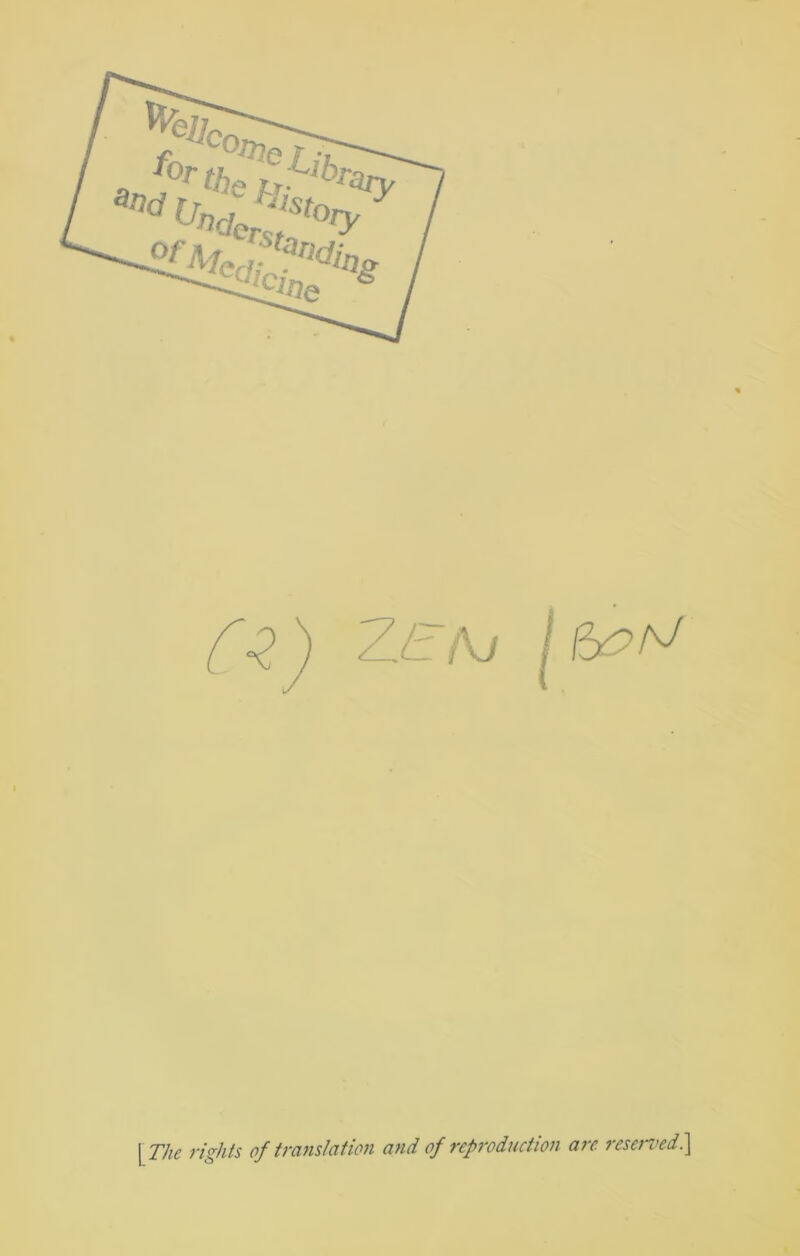 Wellcome Library
for the History
and Understanding
of Medicine
(2) ZEN / BON
[The rights of translation and of reproduction are reserved.]